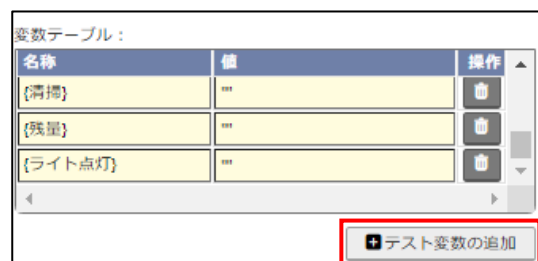 変数テーブル：
名称 値 操作
{清掃} ""
{残量} ""
{ライト点灯} ""
テスト変数の追加